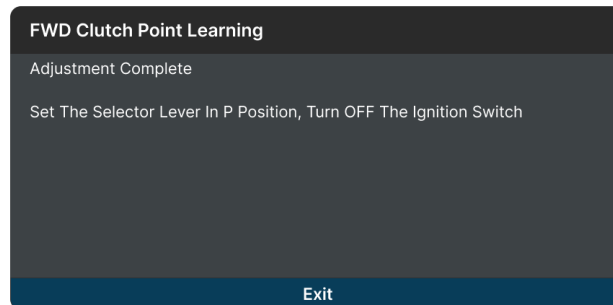 FWD Clutch Point Learning
Adjustment Complete
Set The Selector Lever In P Position, Turn OFF The Ignition Switch
Exit